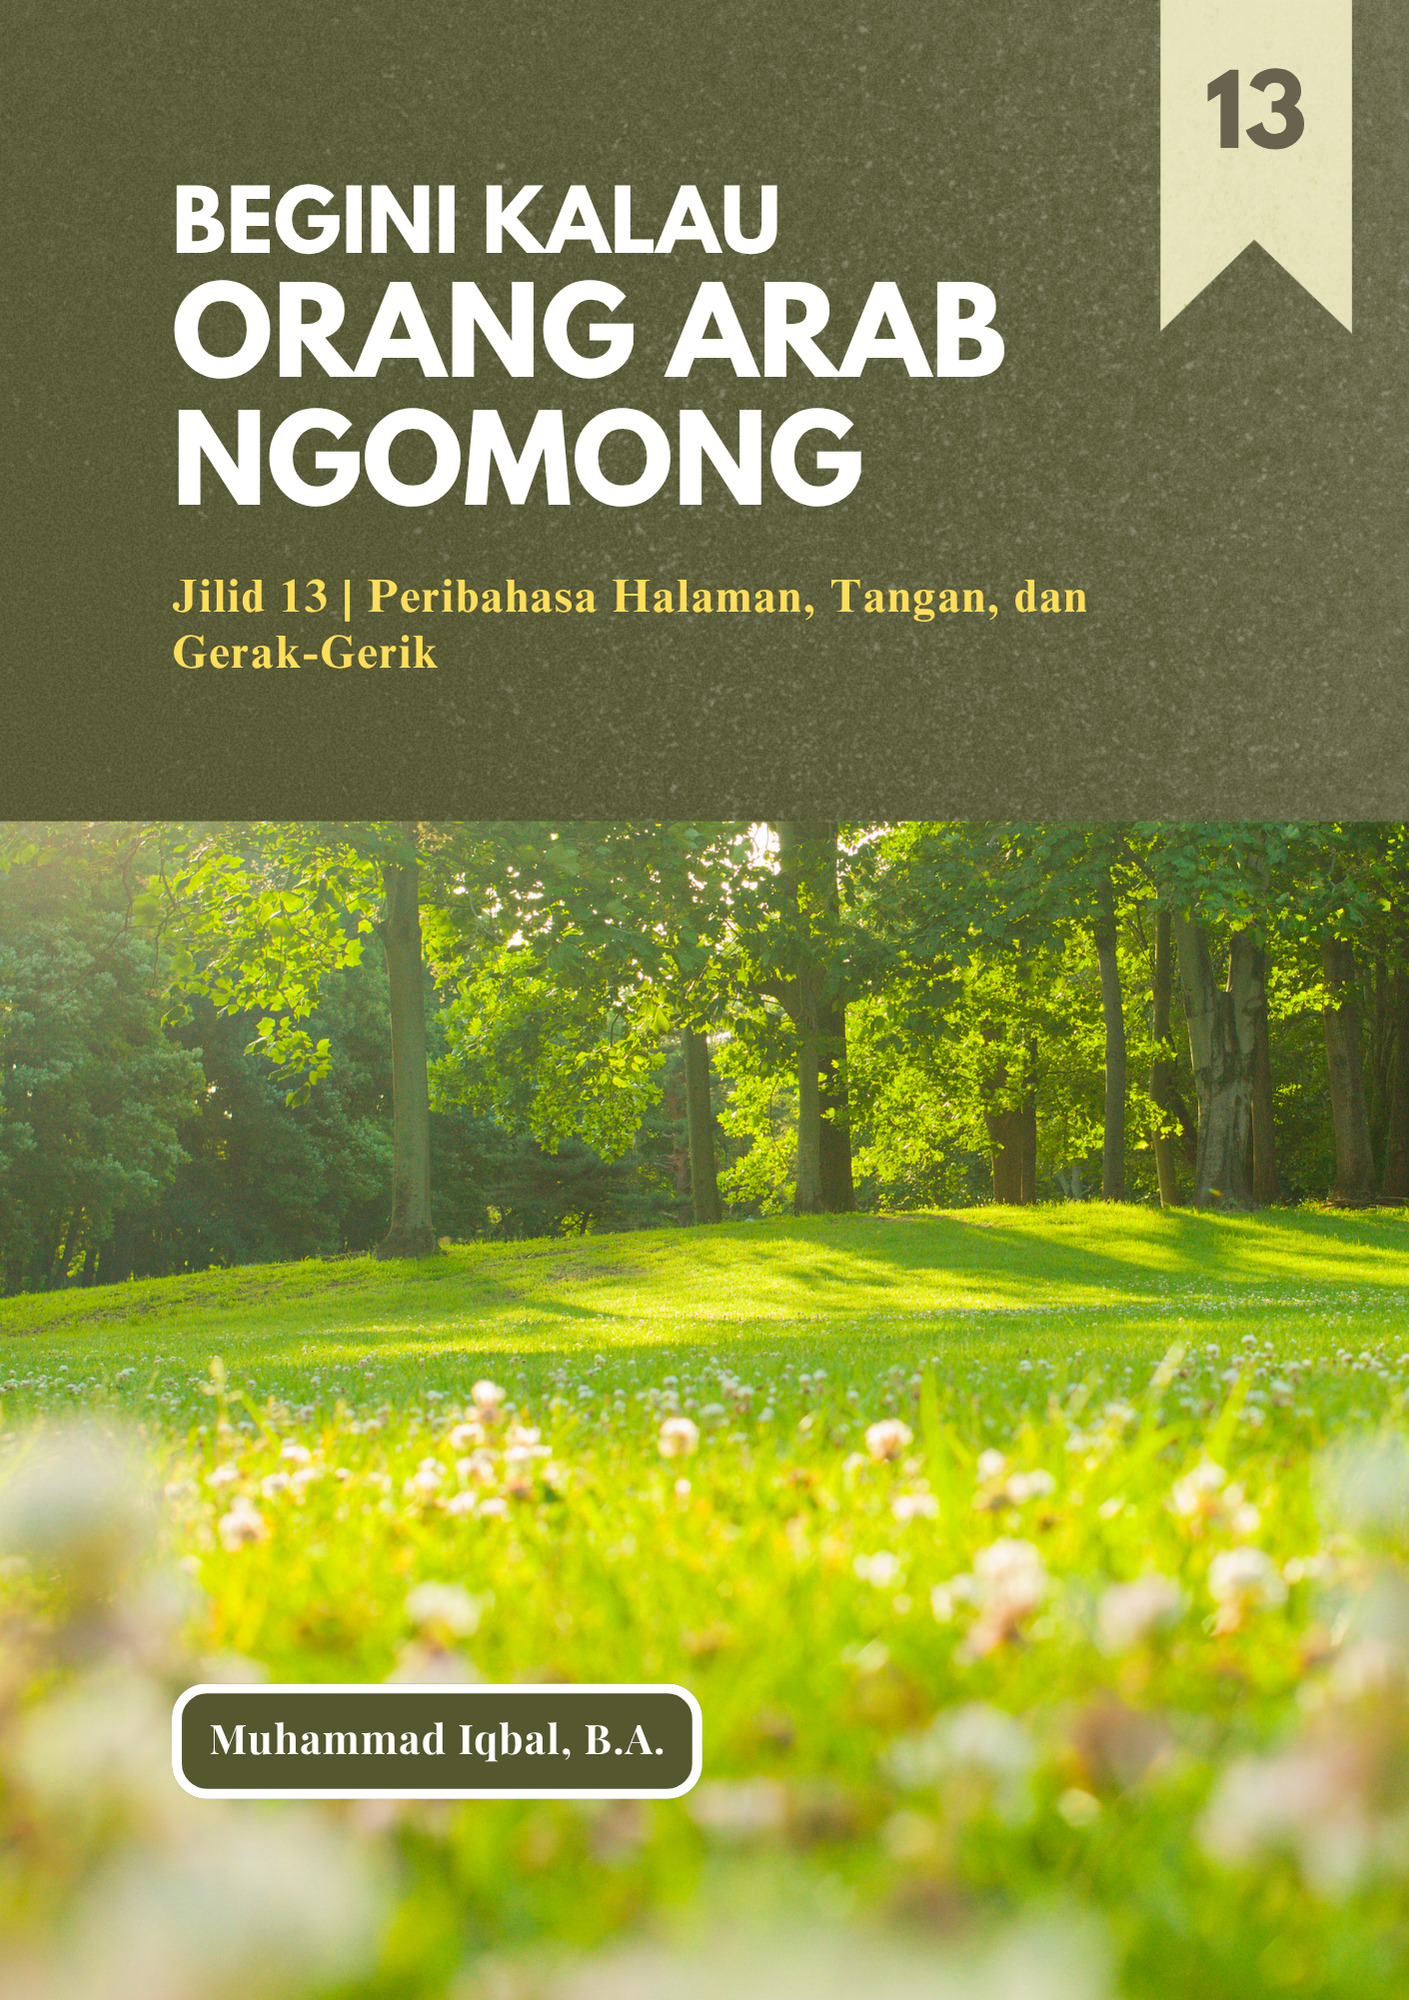 13
BEGINI KALAU
ORANG ARAB
NGOMONG
Jilid 13 | Peribahasa Halaman, Tangan, dan
Gerak-Gerik
Muhammad Iqbal, B.A.